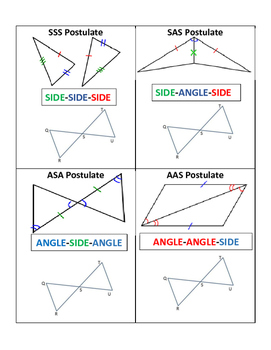 SSS Postulate
SIDE-SIDE-SIDE
T
S
U
R
SAS Postulate
SIDE-ANGLE-SIDE
T
S
U
R
ASA Postulate
ANGLE-SIDE-ANGLE
T
S
U
R
AAS Postulate
ANGLE-ANGLE-SIDE
T
S
U
R